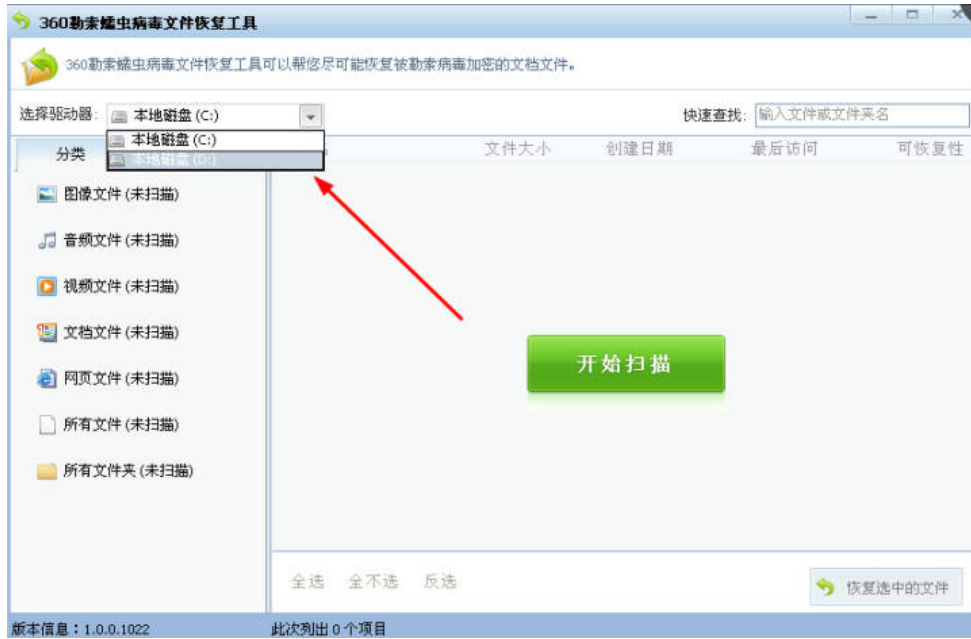 360勒索蠕虫病毒文件恢复工具
360勒索蠕虫病毒文件恢复工具可以帮您尽可能恢复被勒索病毒加密的文档文件。
选择驱动器: 本地磁盘 (C:) 快速查找: 输入文件或文件夹名
本地磁盘 (C:)
本地磁盘 (D:)
分类 文件大小 创建日期 最后访问 可恢复性
图像文件 (未扫描)
音频文件 (未扫描)
视频文件 (未扫描)
文档文件 (未扫描)
网页文件 (未扫描)
所有文件 (未扫描)
所有文件夹 (未扫描)
开始扫描
全选 全不选 反选 恢复选中的文件
版本信息：1.0.0.1022 此次列出 0 个项目